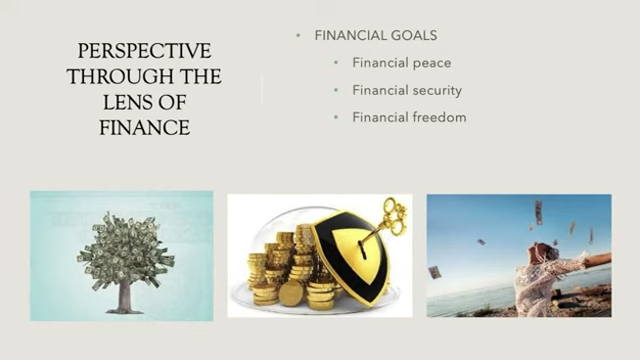 PERSPECTIVE
THROUGH THE
LENS OF
FINANCE
• FINANCIAL GOALS
• Financial peace
• Financial security
• Financial freedom